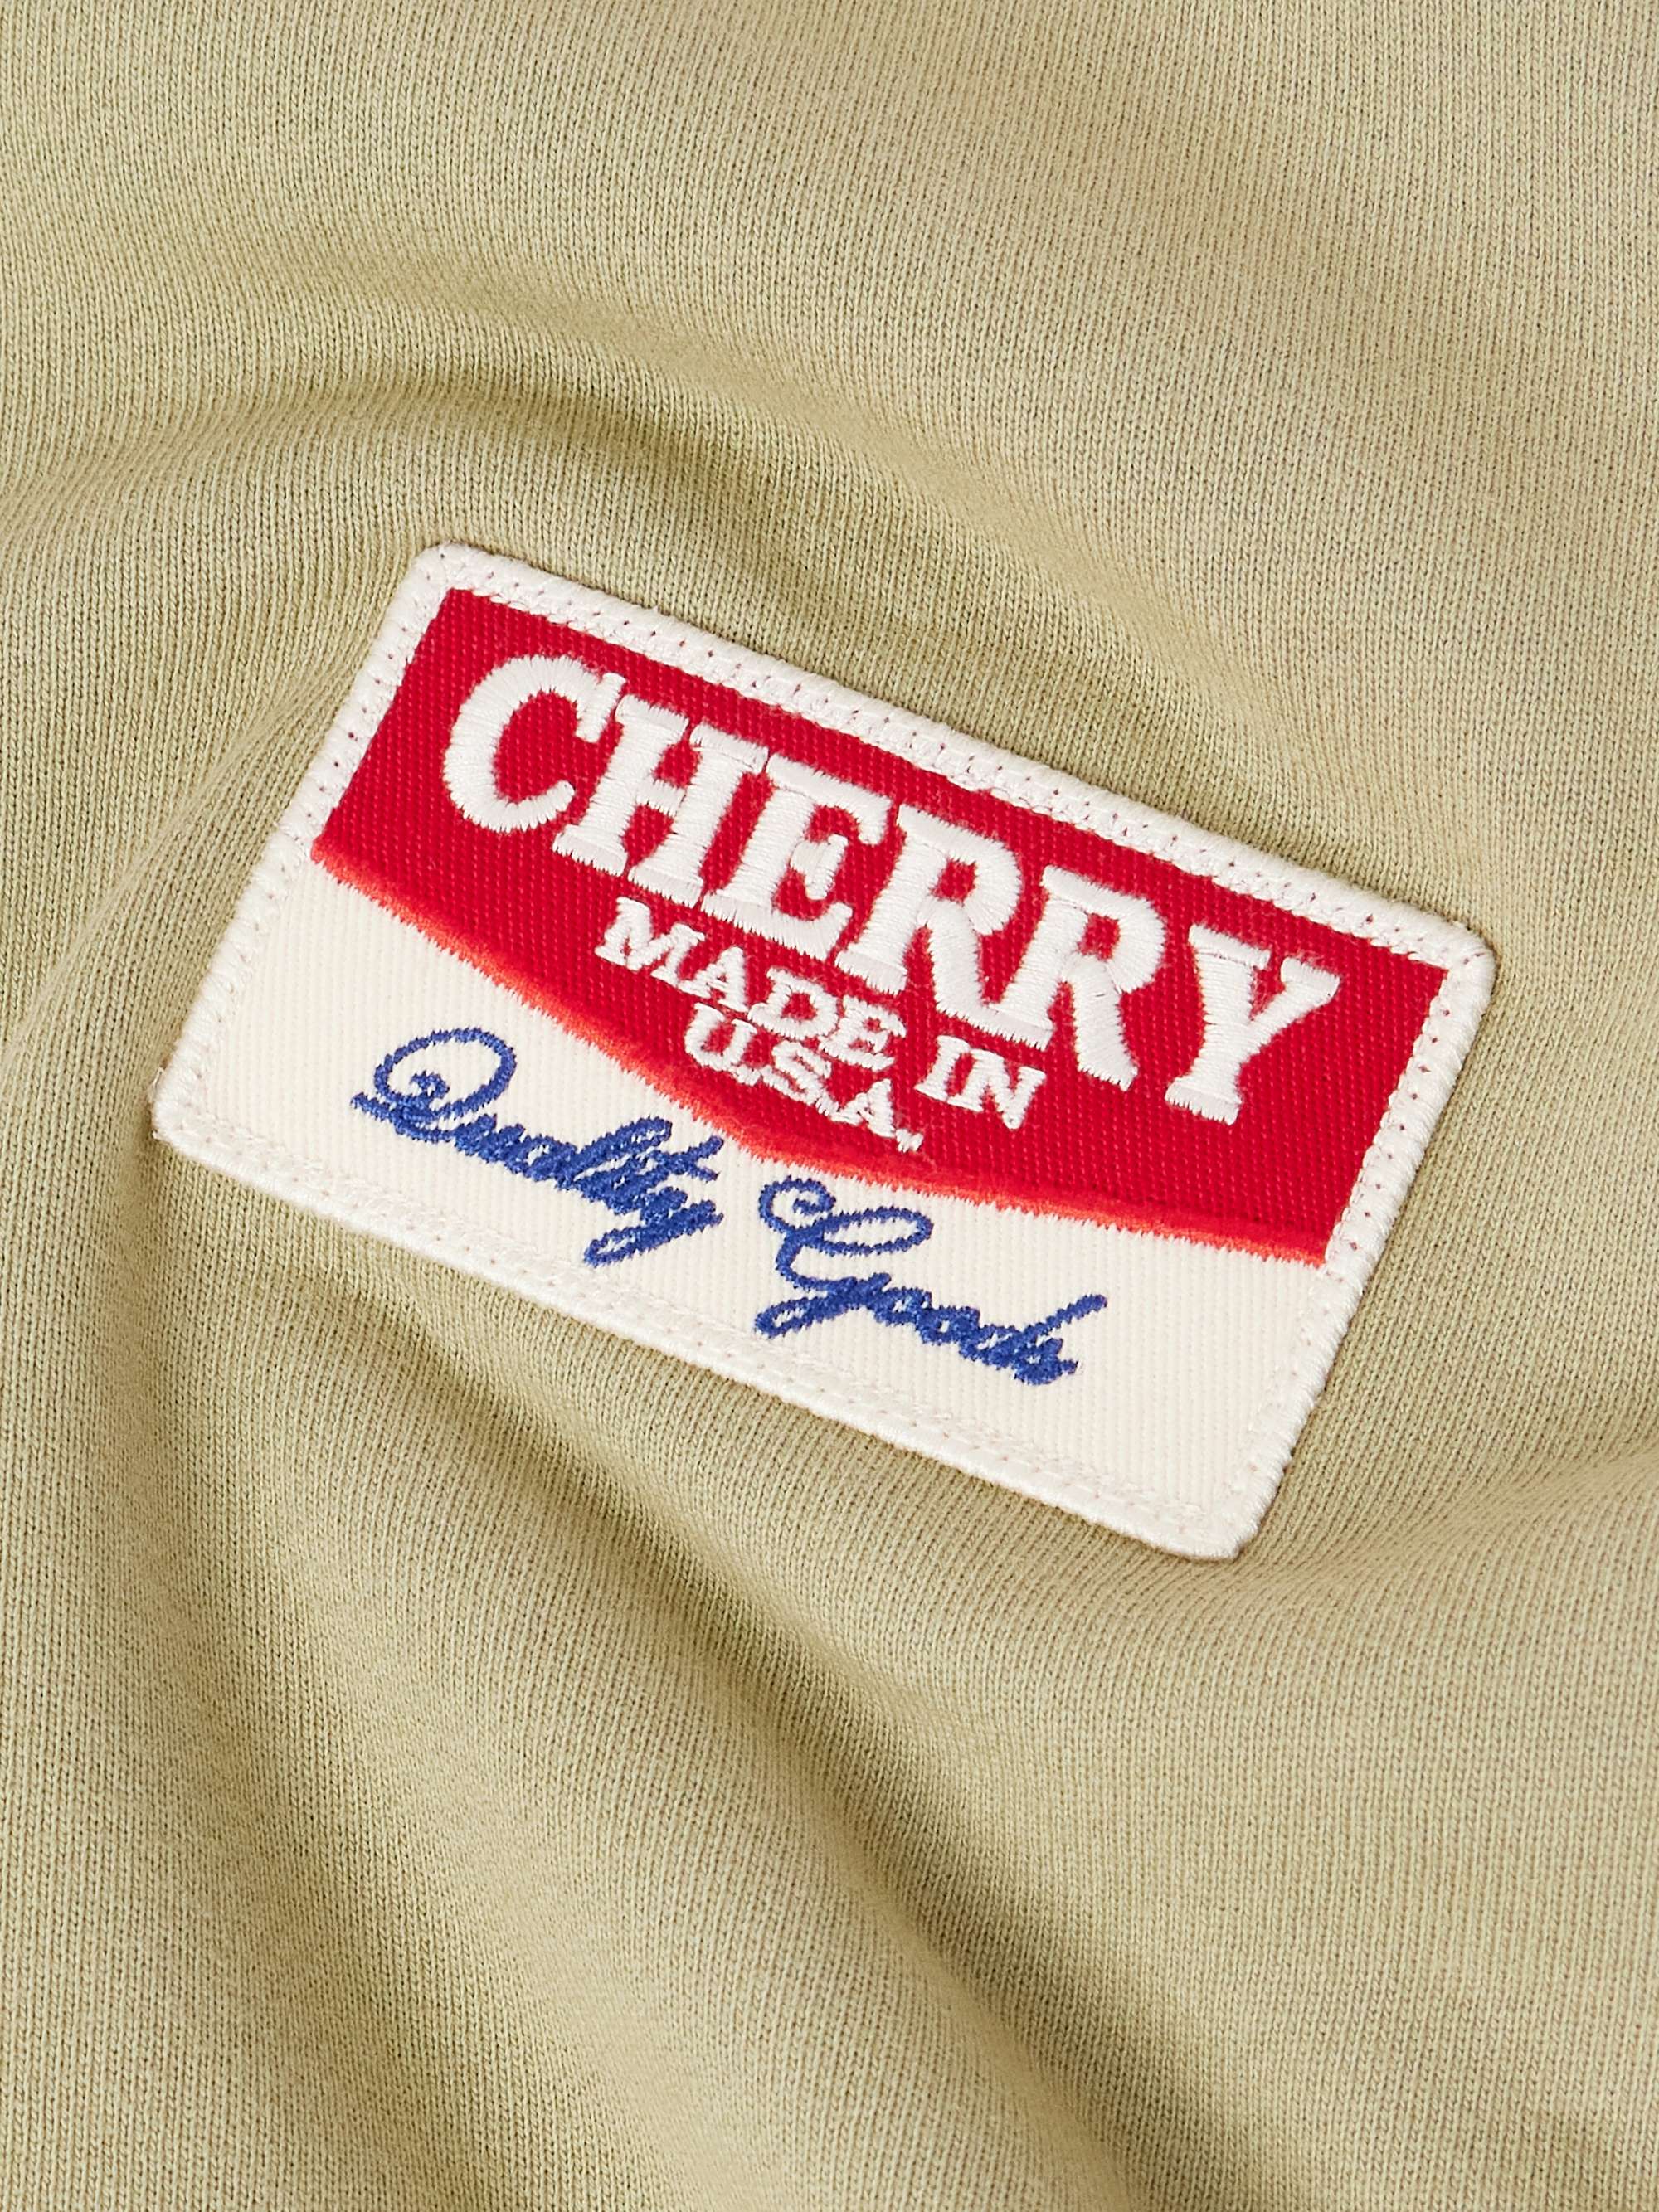 CHERRY
MADE IN
U.S.A.
Quality Goods